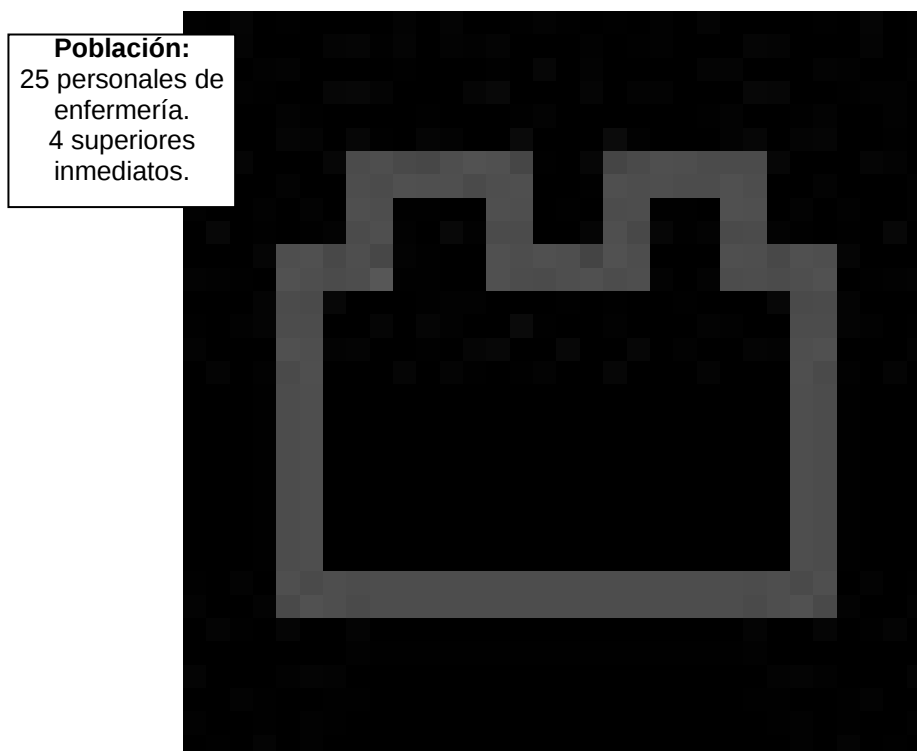 Población:
25 personales de
enfermería.
4 superiores
inmediatos.